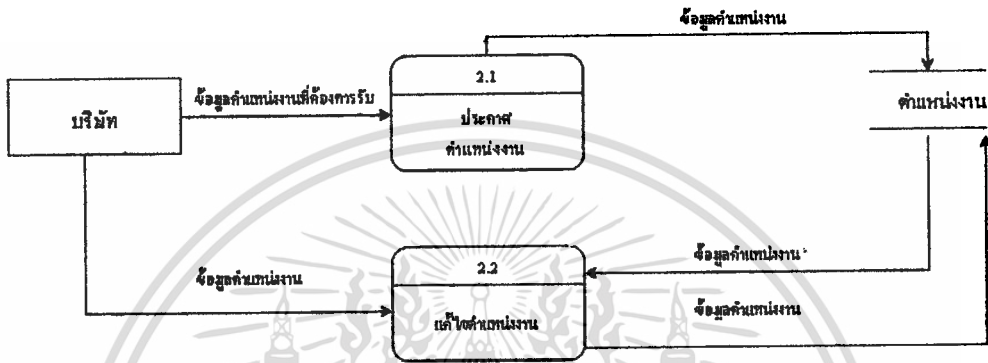 ข้อมูลตำแหน่งงาน
2.1
ข้อมูลตำแหน่งงานที่ต้องการรับ
บริษัท
ประกาศ
ตำแหน่งงาน
ตำแหน่งงาน
ข้อมูลตำแหน่งงาน
2.2
ข้อมูลตำแหน่งงาน
แก้ไขตำแหน่งงาน
ข้อมูลตำแหน่งงาน